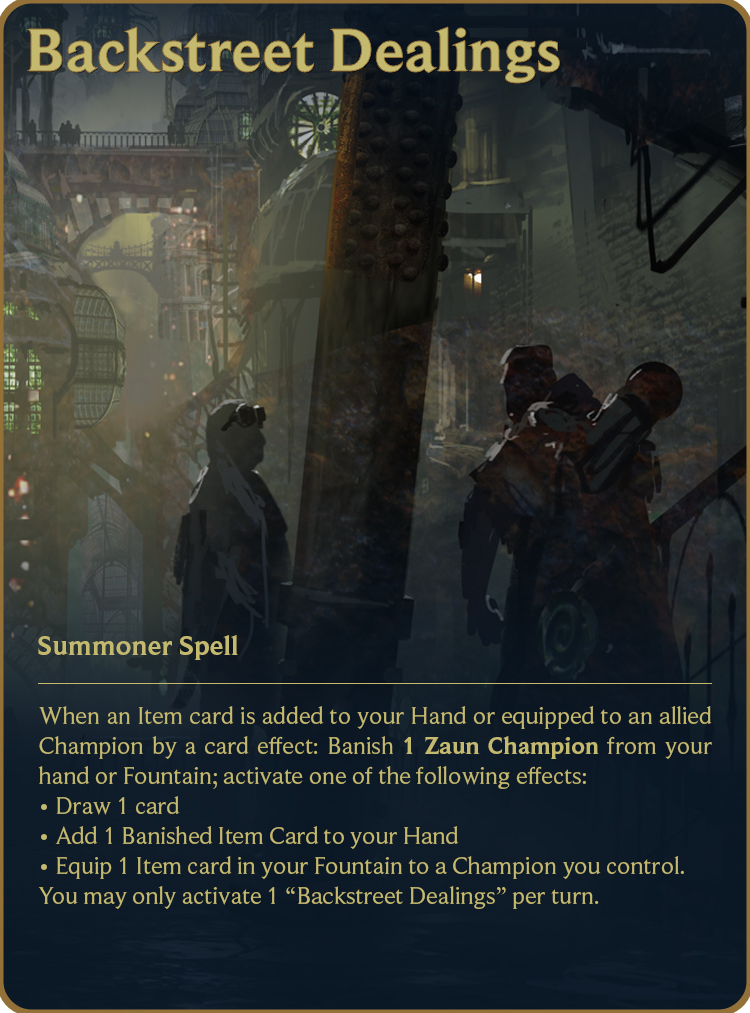 Backstreet Dealings
Summoner Spell
When an Item card is added to your Hand or equipped to an allied
Champion by a card effect: Banish 1 Zaun Champion from your
hand or Fountain; activate one of the following effects:
• Draw 1 card
• Add 1 Banished Item Card to your Hand
• Equip 1 Item card in your Fountain to a Champion you control.
You may only activate 1 “Backstreet Dealings” per turn.